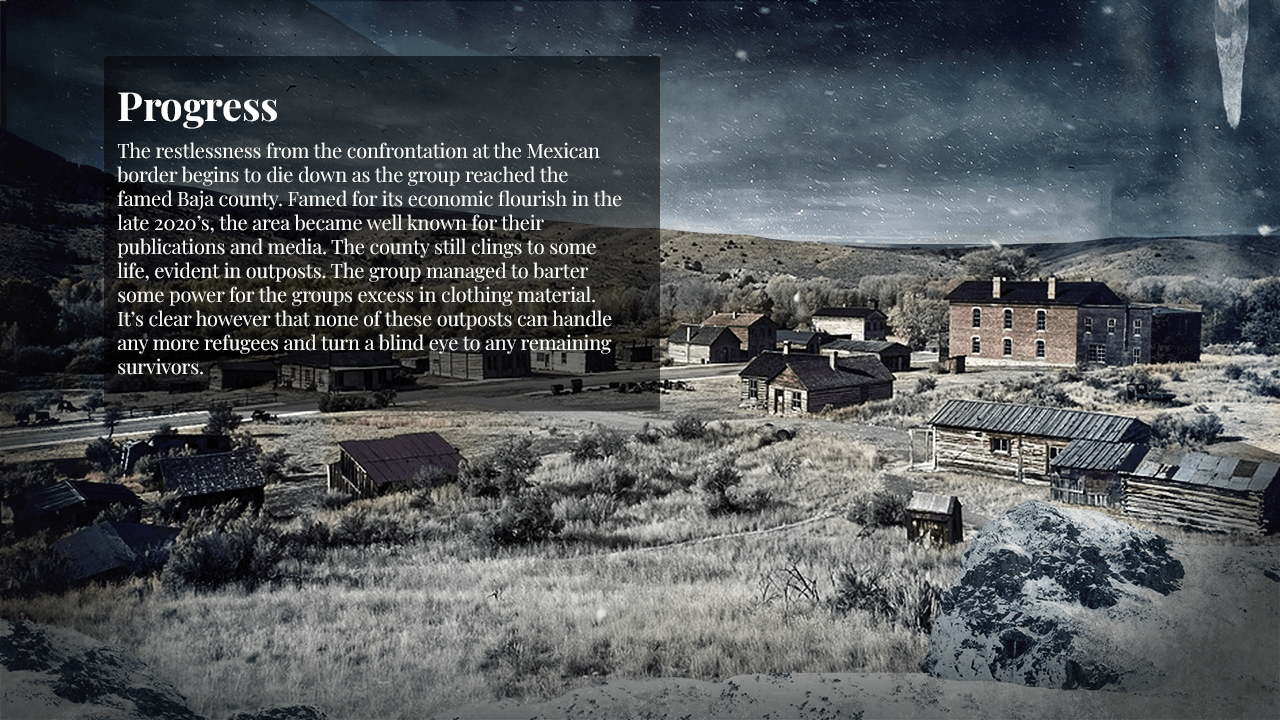 Progress
The restlessness from the confrontation at the Mexican
border begins to die down as the group reached the
famed Baja county. Famed for its economic flourish in the
late 2020’s, the area became well known for their
publications and media. The county still clings to some
life, evident in outposts. The group managed to barter
some power for the groups excess in clothing material.
It’s clear however that none of these outposts can handle
any more refugees and turn a blind eye to any remaining
survivors.